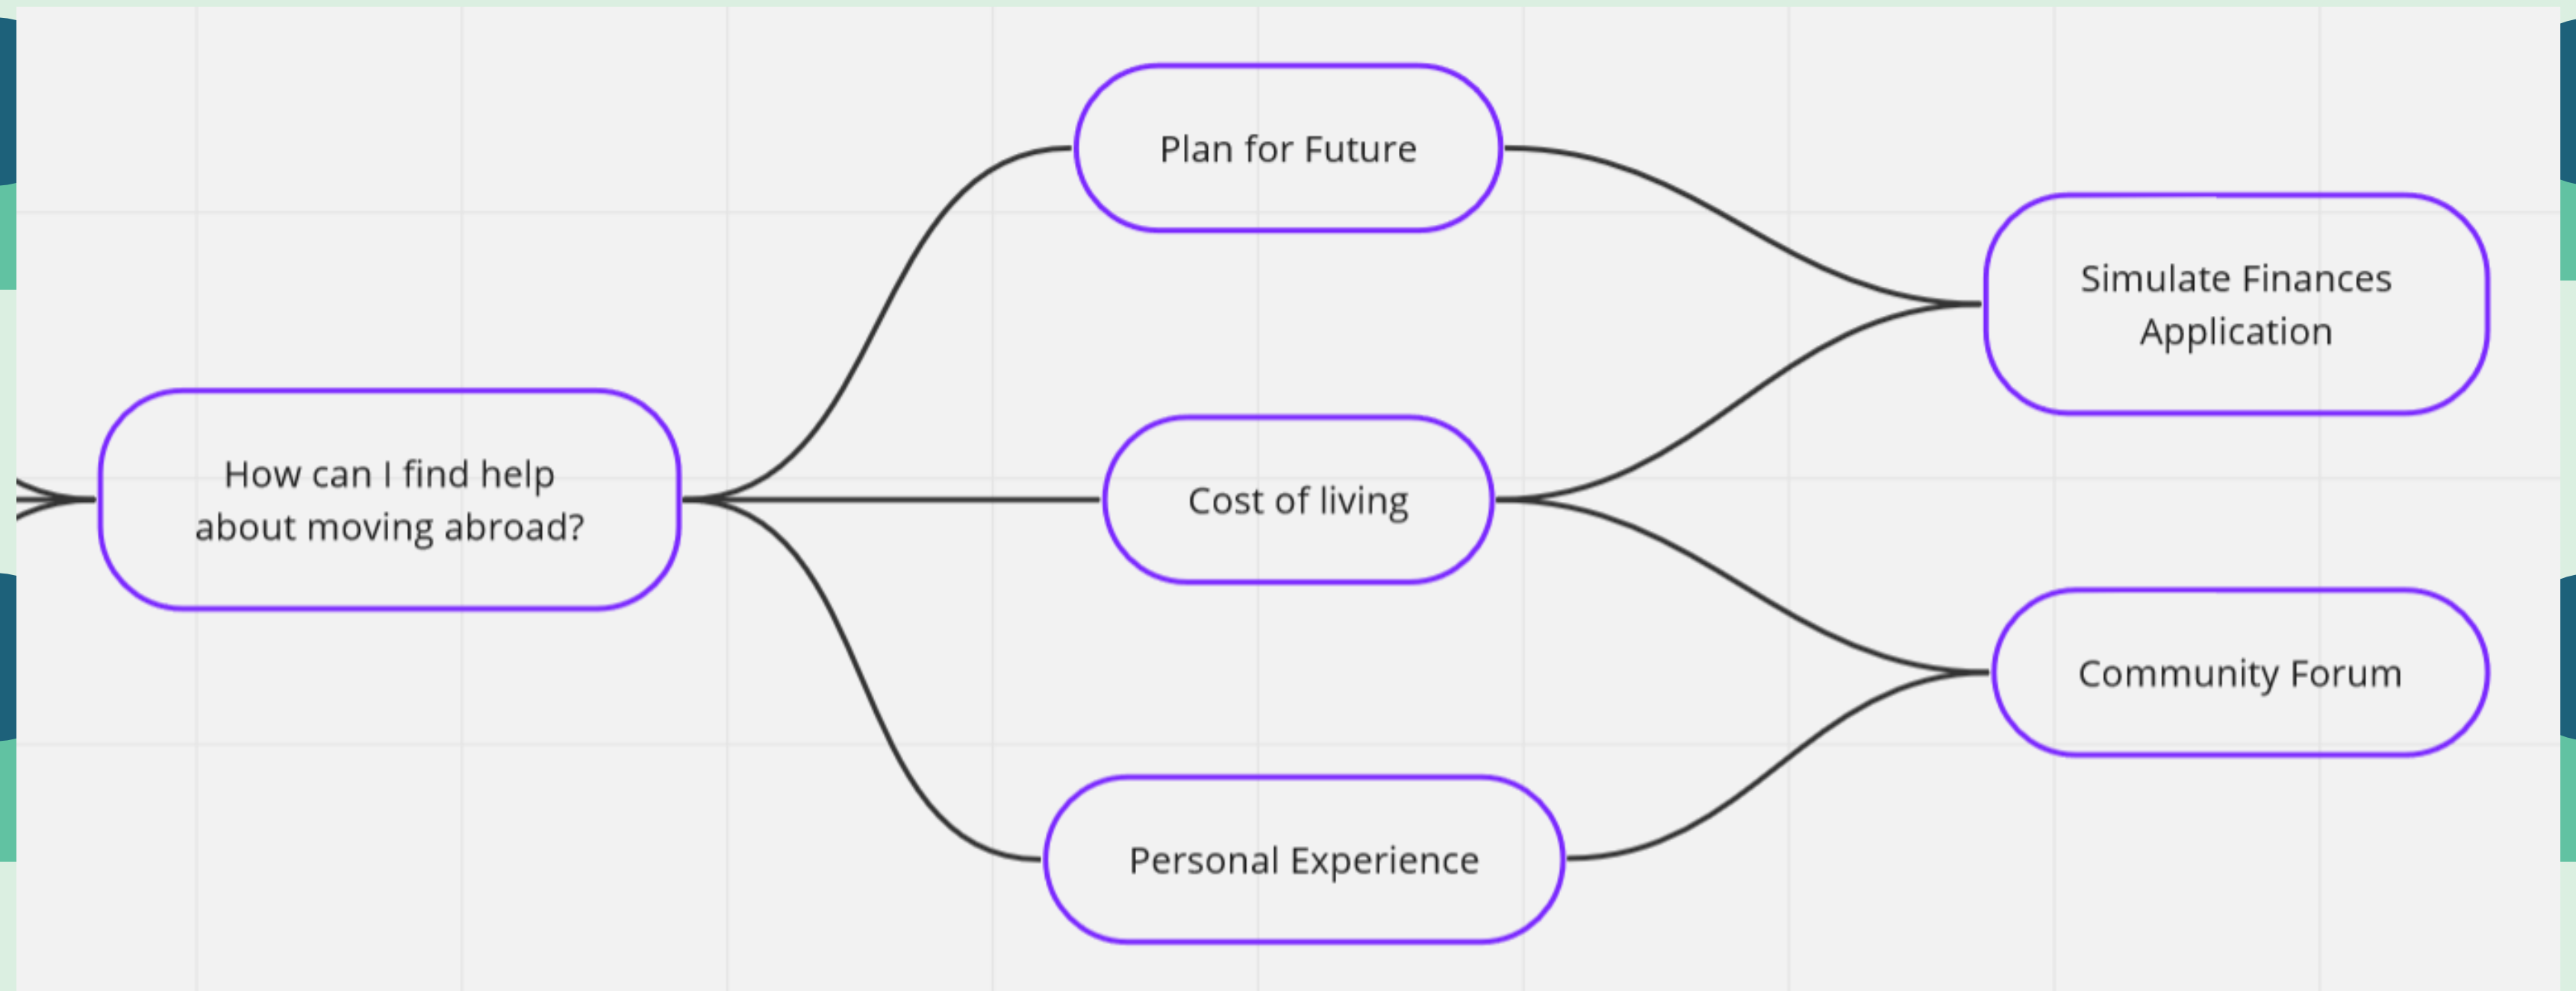 How can I find help
about moving abroad?
Plan for Future
Cost of living
Personal Experience
Simulate Finances
Application
Community Forum